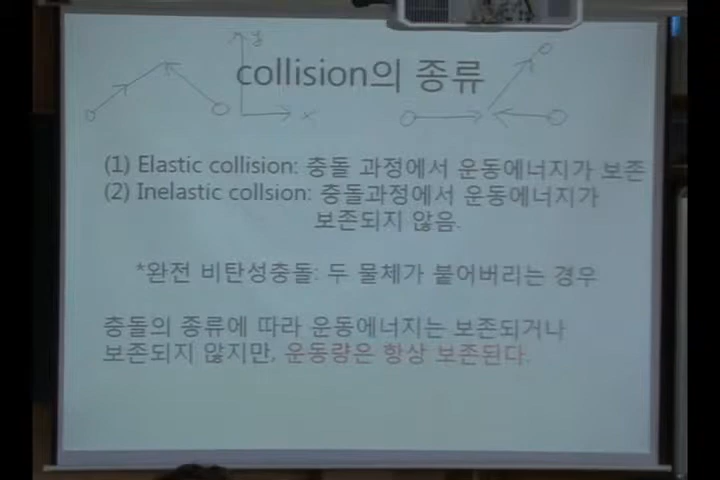 y
collision의 종류
x
(1) Elastic collision: 충돌 과정에서 운동에너지가 보존
(2) Inelastic collsion: 충돌과정에서 운동에너지가
보존되지 않음.
*완전 비탄성충돌: 두 물체가 붙어버리는 경우
충돌의 종류에 따라 운동에너지는 보존되거나
보존되지 않지만, 운동량은 항상 보존된다.